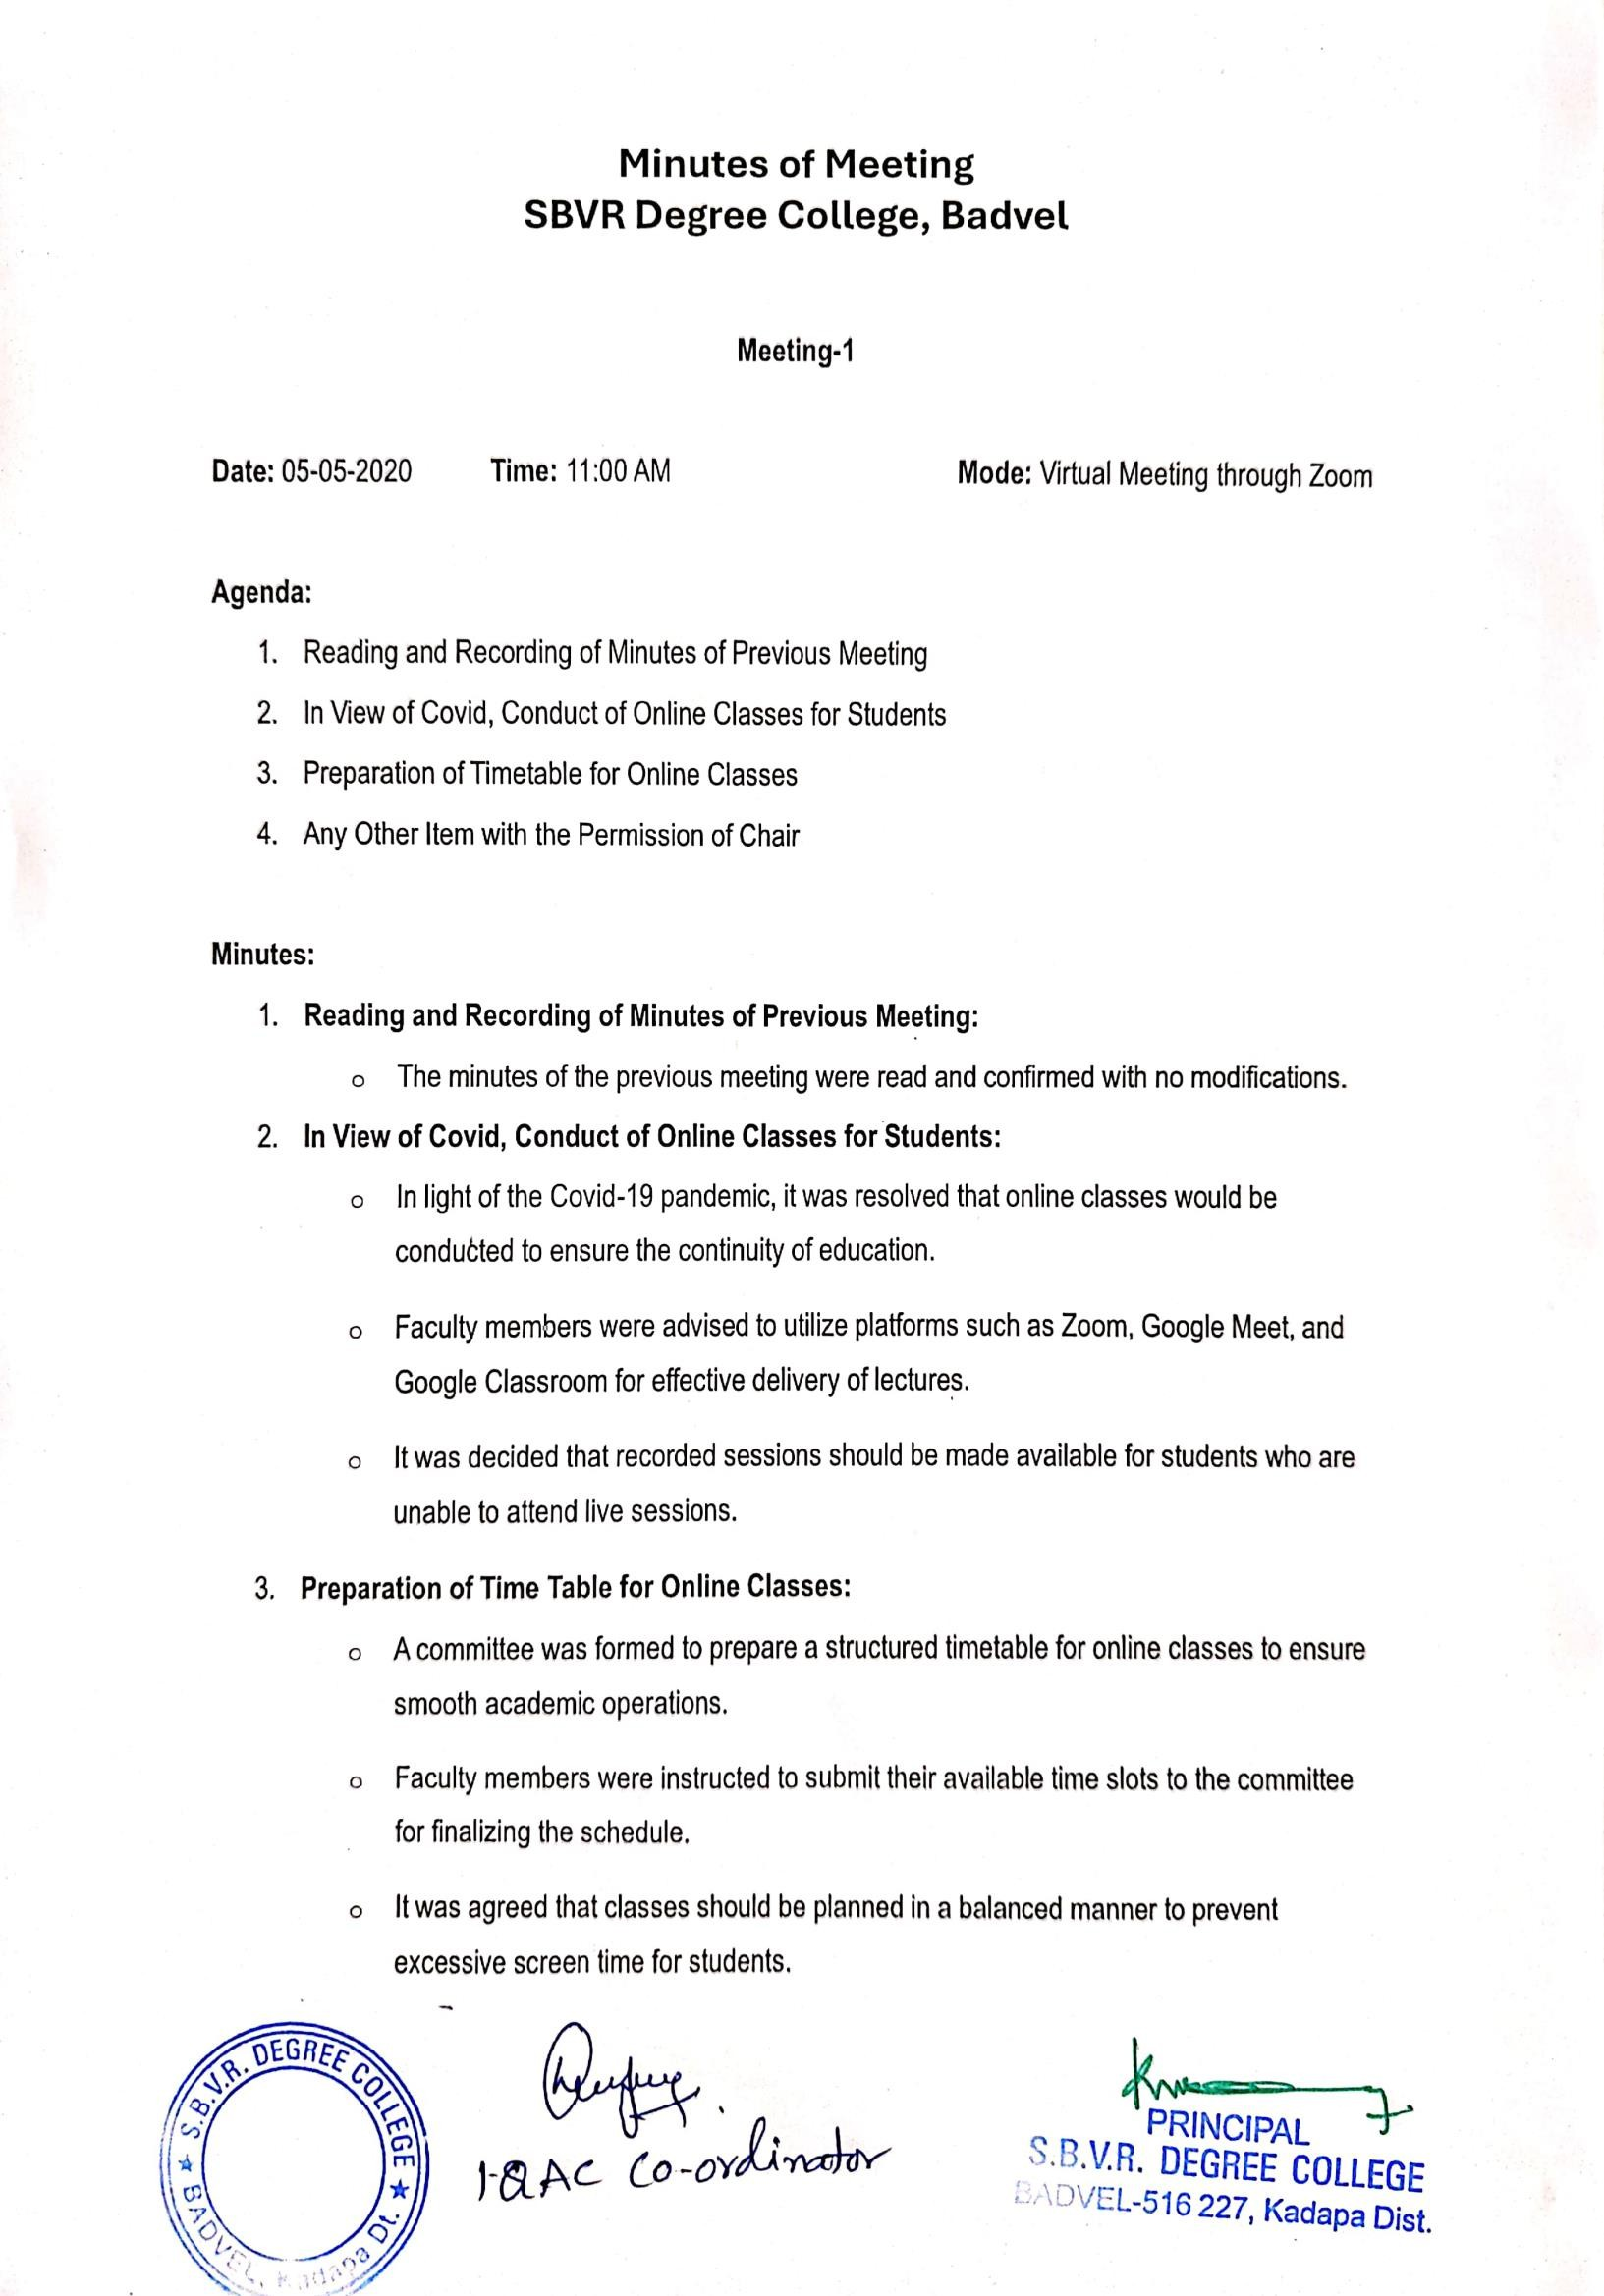 Minutes of Meeting
SBVR Degree College, Badvel
Meeting-1
Date: 05-05-2020 Time: 11:00 AM Mode: Virtual Meeting through Zoom
Agenda:
1. Reading and Recording of Minutes of Previous Meeting
2. In View of Covid, Conduct of Online Classes for Students
3. Preparation of Timetable for Online Classes
4. Any Other Item with the Permission of Chair
Minutes:
1. Reading and Recording of Minutes of Previous Meeting:
o The minutes of the previous meeting were read and confirmed with no modifications.
2. In View of Covid, Conduct of Online Classes for Students:
o In light of the Covid-19 pandemic, it was resolved that online classes would be
conducted to ensure the continuity of education.
o Faculty members were advised to utilize platforms such as Zoom, Google Meet, and
Google Classroom for effective delivery of lectures.
o It was decided that recorded sessions should be made available for students who are
unable to attend live sessions.
3. Preparation of Time Table for Online Classes:
o A committee was formed to prepare a structured timetable for online classes to ensure
smooth academic operations.
o Faculty members were instructed to submit their available time slots to the committee
for finalizing the schedule.
o It was agreed that classes should be planned in a balanced manner to prevent
excessive screen time for students.
S.B.V.R. DEGREE COLLEGE
BADVEL, Kadapa Dt.
IQAC Co-ordinator
PRINCIPAL
S.B.V.R. DEGREE COLLEGE
BADVEL-516 227, Kadapa Dist.